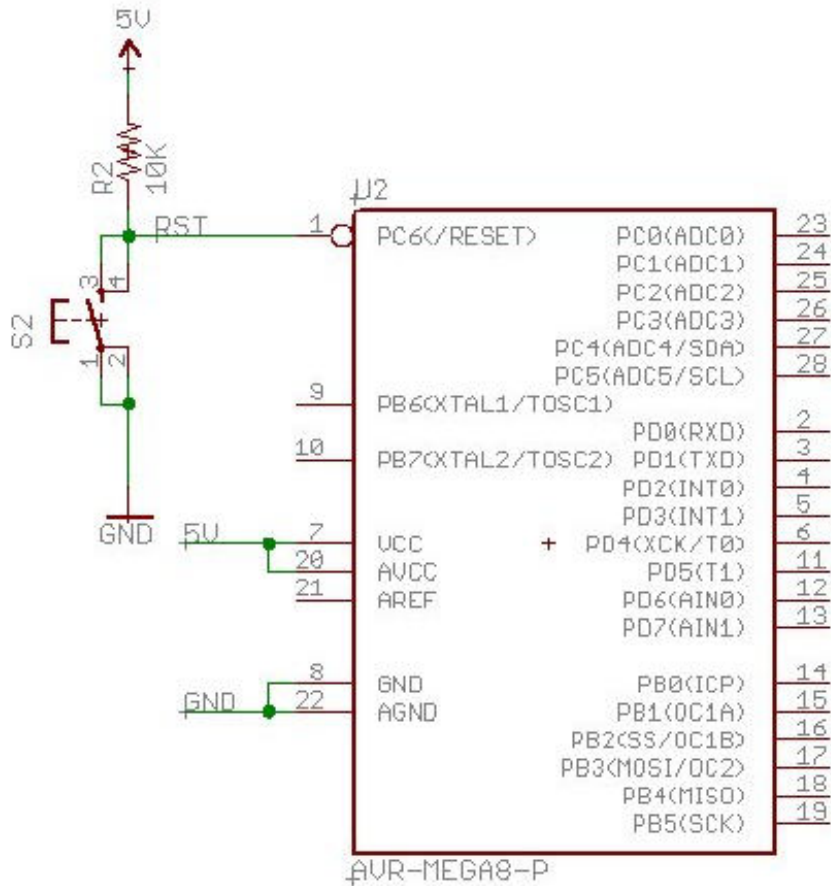 5V
R2
10K
U2
RST
1 PC6(/RESET)
PC0(ADC0) 23
PC1(ADC1) 24
PC2(ADC2) 25
PC3(ADC3) 26
PC4(ADC4/SDA) 27
PC5(ADC5/SCL) 28
3 4
S2
1 2
GND
9 PB6(XTAL1/TOSC1)
10 PB7(XTAL2/TOSC2)
PD0(RXD) 2
PD1(TXD) 3
PD2(INT0) 4
PD3(INT1) 5
PD4(XCK/T0) 6
PD5(T1) 11
PD6(AIN0) 12
PD7(AIN1) 13
5V
7 VCC
20 AVCC
21 AREF
GND
8 GND
22 AGND
PB0(ICP) 14
PB1(OC1A) 15
PB2(SS/OC1B) 16
PB3(MOSI/OC2) 17
PB4(MISO) 18
PB5(SCK) 19
AVR-MEGA8-P